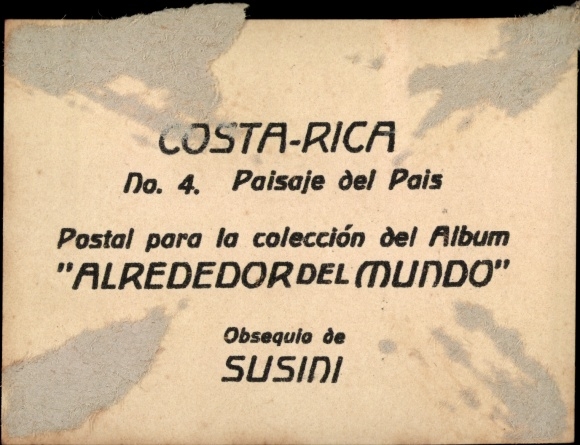 COSTA-RICA
No. 4. Paisaje del Pais
Postal para la colección del Album
"ALREDEDOR DEL MUNDO"
Obsequio de
SUSINI